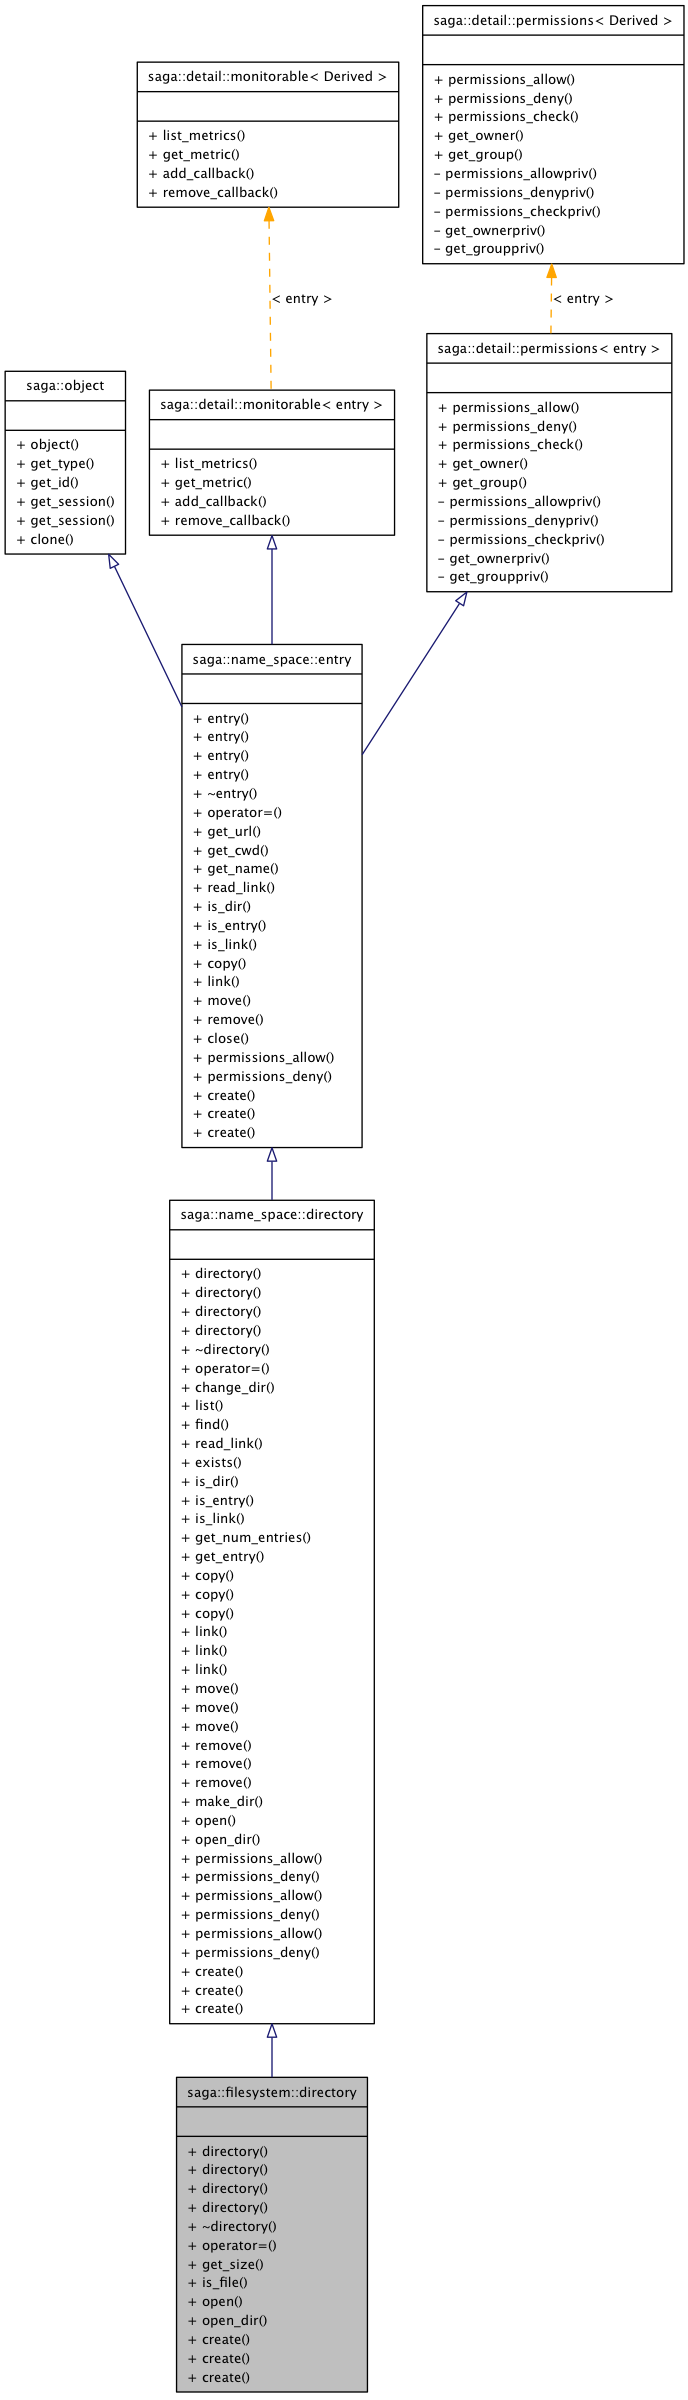 saga::detail::permissions< Derived >
+ permissions_allow()
+ permissions_deny()
+ permissions_check()
+ get_owner()
+ get_group()
– permissions_allowpriv()
– permissions_denypriv()
– permissions_checkpriv()
– get_ownerpriv()
– get_grouppriv()
saga::detail::monitorable< Derived >
+ list_metrics()
+ get_metric()
+ add_callback()
+ remove_callback()
< entry >
< entry >
saga::detail::permissions< entry >
+ permissions_allow()
+ permissions_deny()
+ permissions_check()
+ get_owner()
+ get_group()
– permissions_allowpriv()
– permissions_denypriv()
– permissions_checkpriv()
– get_ownerpriv()
– get_grouppriv()
saga::object
+ object()
+ get_type()
+ get_id()
+ get_session()
+ get_session()
+ clone()
saga::detail::monitorable< entry >
+ list_metrics()
+ get_metric()
+ add_callback()
+ remove_callback()
saga::name_space::entry
+ entry()
+ entry()
+ entry()
+ entry()
+ ~entry()
+ operator=()
+ get_url()
+ get_cwd()
+ get_name()
+ read_link()
+ is_dir()
+ is_entry()
+ is_link()
+ copy()
+ link()
+ move()
+ remove()
+ close()
+ permissions_allow()
+ permissions_deny()
+ create()
+ create()
+ create()
saga::name_space::directory
+ directory()
+ directory()
+ directory()
+ directory()
+ ~directory()
+ operator=()
+ change_dir()
+ list()
+ find()
+ read_link()
+ exists()
+ is_dir()
+ is_entry()
+ is_link()
+ get_num_entries()
+ get_entry()
+ copy()
+ copy()
+ copy()
+ link()
+ link()
+ link()
+ move()
+ move()
+ move()
+ remove()
+ remove()
+ remove()
+ make_dir()
+ open()
+ open_dir()
+ permissions_allow()
+ permissions_deny()
+ permissions_allow()
+ permissions_deny()
+ permissions_allow()
+ permissions_deny()
+ create()
+ create()
+ create()
saga::filesystem::directory
+ directory()
+ directory()
+ directory()
+ directory()
+ ~directory()
+ operator=()
+ get_size()
+ is_file()
+ open()
+ open_dir()
+ create()
+ create()
+ create()